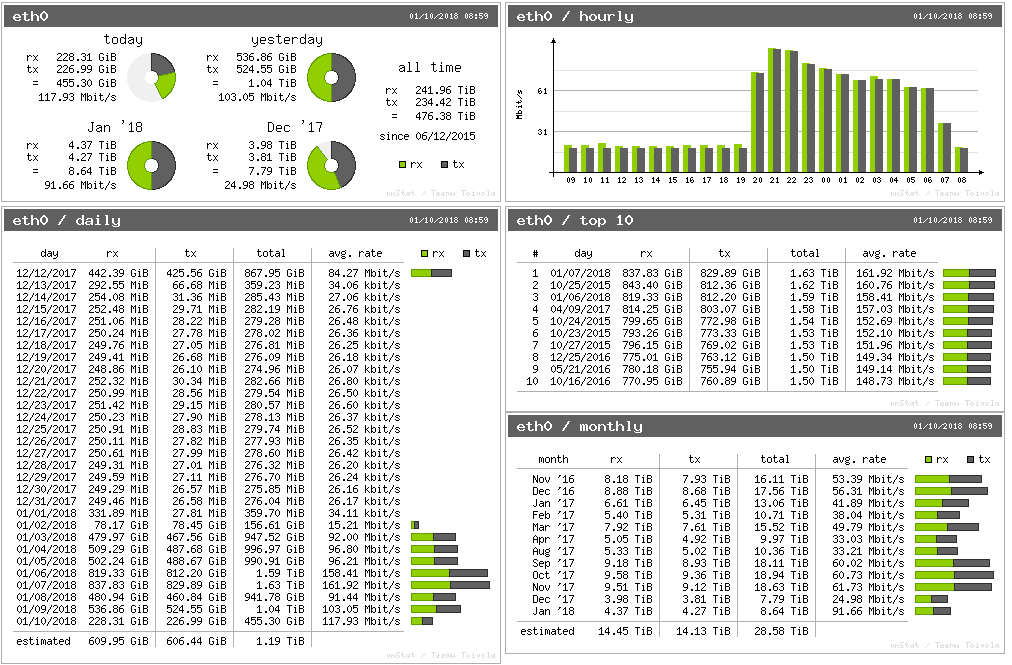 eth0 01/10/2018 08:59
today
rx 228.31 GiB
tx 226.99 GiB
= 455.30 GiB
117.93 Mbit/s
yesterday
rx 536.86 GiB
tx 524.55 GiB
= 1.04 TiB
103.05 Mbit/s
Jan '18
rx 4.37 TiB
tx 4.27 TiB
= 8.64 TiB
91.66 Mbit/s
Dec '17
rx 3.98 TiB
tx 3.81 TiB
= 7.79 TiB
24.98 Mbit/s
all time
rx 241.96 TiB
tx 234.42 TiB
= 476.38 TiB
since 06/12/2015
rx tx
vnStat / Teemu Toivola
eth0 / hourly 01/10/2018 08:59
Mbit/s
61
31
09 10 11 12 13 14 15 16 17 18 19 20 21 22 23 00 01 02 03 04 05 06 07 08
vnStat / Teemu Toivola
eth0 / daily 01/10/2018 08:59
day rx tx total avg. rate rx tx
12/12/2017 442.39 GiB 425.56 GiB 867.95 GiB 84.27 Mbit/s
12/13/2017 292.55 MiB 66.68 MiB 359.23 MiB 34.06 kbit/s
12/14/2017 254.08 MiB 31.36 MiB 285.43 MiB 27.06 kbit/s
12/15/2017 252.48 MiB 29.71 MiB 282.19 MiB 26.76 kbit/s
12/16/2017 251.06 MiB 28.22 MiB 279.28 MiB 26.48 kbit/s
12/17/2017 250.24 MiB 27.78 MiB 278.02 MiB 26.36 kbit/s
12/18/2017 249.76 MiB 27.05 MiB 276.81 MiB 26.25 kbit/s
12/19/2017 249.41 MiB 26.68 MiB 276.09 MiB 26.18 kbit/s
12/20/2017 248.86 MiB 26.10 MiB 274.96 MiB 26.07 kbit/s
12/21/2017 252.32 MiB 30.34 MiB 282.66 MiB 26.80 kbit/s
12/22/2017 250.99 MiB 28.56 MiB 279.54 MiB 26.50 kbit/s
12/23/2017 251.42 MiB 29.15 MiB 280.57 MiB 26.60 kbit/s
12/24/2017 250.23 MiB 27.90 MiB 278.13 MiB 26.37 kbit/s
12/25/2017 250.91 MiB 28.83 MiB 279.74 MiB 26.52 kbit/s
12/26/2017 250.11 MiB 27.82 MiB 277.93 MiB 26.35 kbit/s
12/27/2017 250.61 MiB 27.99 MiB 278.60 MiB 26.42 kbit/s
12/28/2017 249.31 MiB 27.01 MiB 276.32 MiB 26.20 kbit/s
12/29/2017 249.59 MiB 27.11 MiB 276.70 MiB 26.24 kbit/s
12/30/2017 249.29 MiB 26.57 MiB 275.85 MiB 26.16 kbit/s
12/31/2017 249.46 MiB 26.58 MiB 276.04 MiB 26.17 kbit/s
01/01/2018 331.89 MiB 27.81 MiB 359.70 MiB 34.11 kbit/s
01/02/2018 78.17 GiB 78.45 GiB 156.61 GiB 15.21 Mbit/s
01/03/2018 479.97 GiB 467.56 GiB 947.52 GiB 92.00 Mbit/s
01/04/2018 509.29 GiB 487.68 GiB 996.97 GiB 96.80 Mbit/s
01/05/2018 502.24 GiB 488.67 GiB 990.91 GiB 96.21 Mbit/s
01/06/2018 819.33 GiB 812.20 GiB 1.59 TiB 158.41 Mbit/s
01/07/2018 837.83 GiB 829.89 GiB 1.63 TiB 161.92 Mbit/s
01/08/2018 480.94 GiB 460.84 GiB 941.78 GiB 91.44 Mbit/s
01/09/2018 536.86 GiB 524.55 GiB 1.04 TiB 103.05 Mbit/s
01/10/2018 228.31 GiB 226.99 GiB 455.30 GiB 117.93 Mbit/s
estimated 609.95 GiB 606.44 GiB 1.19 TiB
vnStat / Teemu Toivola
eth0 / top 10 01/10/2018 08:59
# day rx tx total avg. rate
1 01/07/2018 837.83 GiB 829.89 GiB 1.63 TiB 161.92 Mbit/s
2 10/25/2015 843.40 GiB 812.36 GiB 1.62 TiB 160.76 Mbit/s
3 01/06/2018 819.33 GiB 812.20 GiB 1.59 TiB 158.41 Mbit/s
4 04/09/2017 814.25 GiB 803.07 GiB 1.58 TiB 157.03 Mbit/s
5 10/24/2015 799.65 GiB 772.98 GiB 1.54 TiB 152.69 Mbit/s
6 10/23/2015 793.26 GiB 773.33 GiB 1.53 TiB 152.10 Mbit/s
7 10/27/2015 796.15 GiB 769.02 GiB 1.53 TiB 151.96 Mbit/s
8 12/25/2016 775.01 GiB 763.12 GiB 1.50 TiB 149.34 Mbit/s
9 05/21/2016 780.18 GiB 755.94 GiB 1.50 TiB 149.14 Mbit/s
10 10/16/2016 770.95 GiB 760.89 GiB 1.50 TiB 148.73 Mbit/s
vnStat / Teemu Toivola
eth0 / monthly 01/10/2018 08:59
month rx tx total avg. rate rx tx
Nov '16 8.18 TiB 7.93 TiB 16.11 TiB 53.39 Mbit/s
Dec '16 8.88 TiB 8.68 TiB 17.56 TiB 56.31 Mbit/s
Jan '17 6.61 TiB 6.45 TiB 13.06 TiB 41.89 Mbit/s
Feb '17 5.40 TiB 5.31 TiB 10.71 TiB 38.04 Mbit/s
Mar '17 7.92 TiB 7.61 TiB 15.52 TiB 49.79 Mbit/s
Apr '17 5.05 TiB 4.92 TiB 9.97 TiB 33.03 Mbit/s
Aug '17 5.33 TiB 5.02 TiB 10.36 TiB 33.21 Mbit/s
Sep '17 9.18 TiB 8.93 TiB 18.11 TiB 60.02 Mbit/s
Oct '17 9.58 TiB 9.36 TiB 18.94 TiB 60.73 Mbit/s
Nov '17 9.51 TiB 9.12 TiB 18.63 TiB 61.73 Mbit/s
Dec '17 3.98 TiB 3.81 TiB 7.79 TiB 24.98 Mbit/s
Jan '18 4.37 TiB 4.27 TiB 8.64 TiB 91.66 Mbit/s
estimated 14.45 TiB 14.13 TiB 28.58 TiB
vnStat / Teemu Toivola